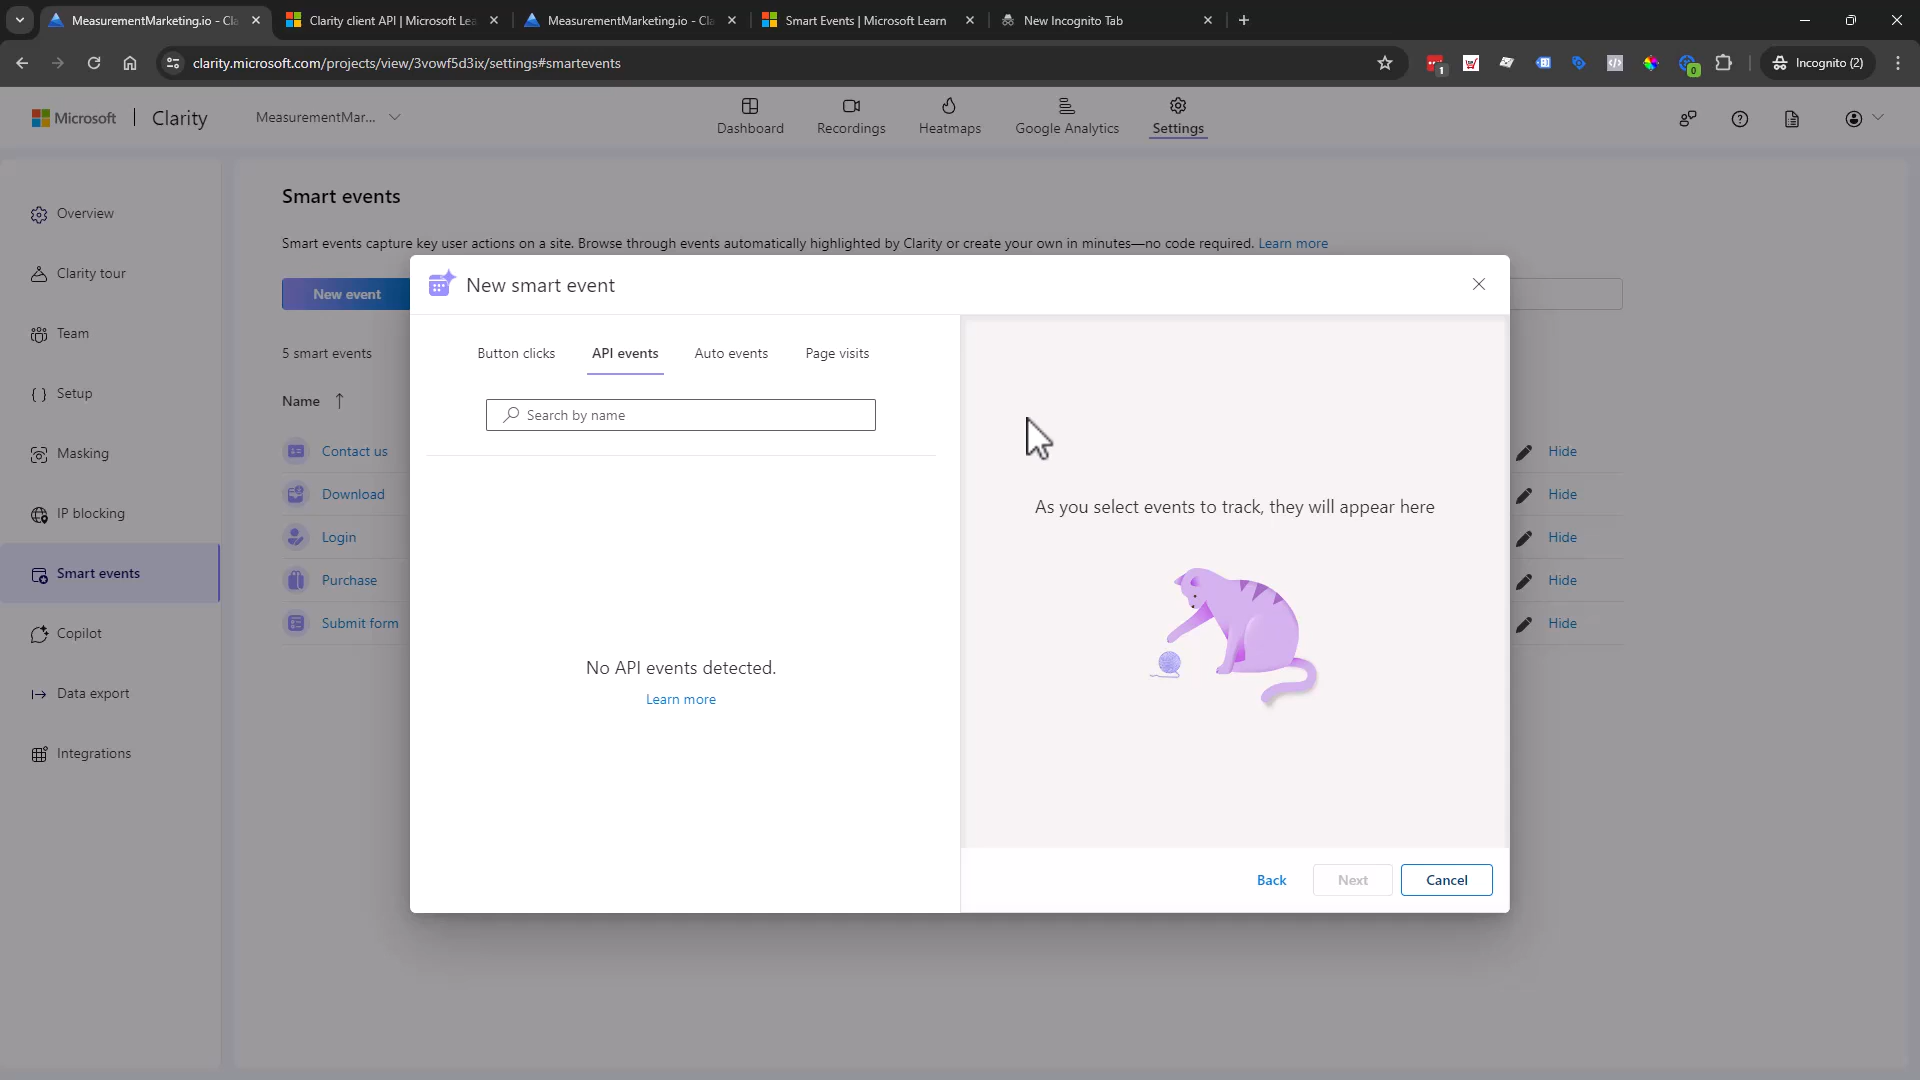 MeasurementMarketing.io - Cla
Clarity client API | Microsoft Lea
MeasurementMarketing.io - Cla
Smart Events | Microsoft Learn
New Incognito Tab
clarity.microsoft.com/projects/view/3vowf5d3ix/settings#smartevents
1
0
Incognito (2)
Microsoft | Clarity
MeasurementMar...
Dashboard
Recordings
Heatmaps
Google Analytics
Settings
Overview
Clarity tour
Team
Setup
Masking
IP blocking
Smart events
Copilot
Data export
Integrations
Smart events
Smart events capture key user actions on a site. Browse through events automatically highlighted by Clarity or create your own in minutes—no code required. Learn more
New event
5 smart events
Name
Contact us
Hide
Download
Hide
Login
Hide
Purchase
Hide
Submit form
Hide
New smart event
Button clicks
API events
Auto events
Page visits
Search by name
No API events detected.
Learn more
As you select events to track, they will appear here
Back
Next
Cancel